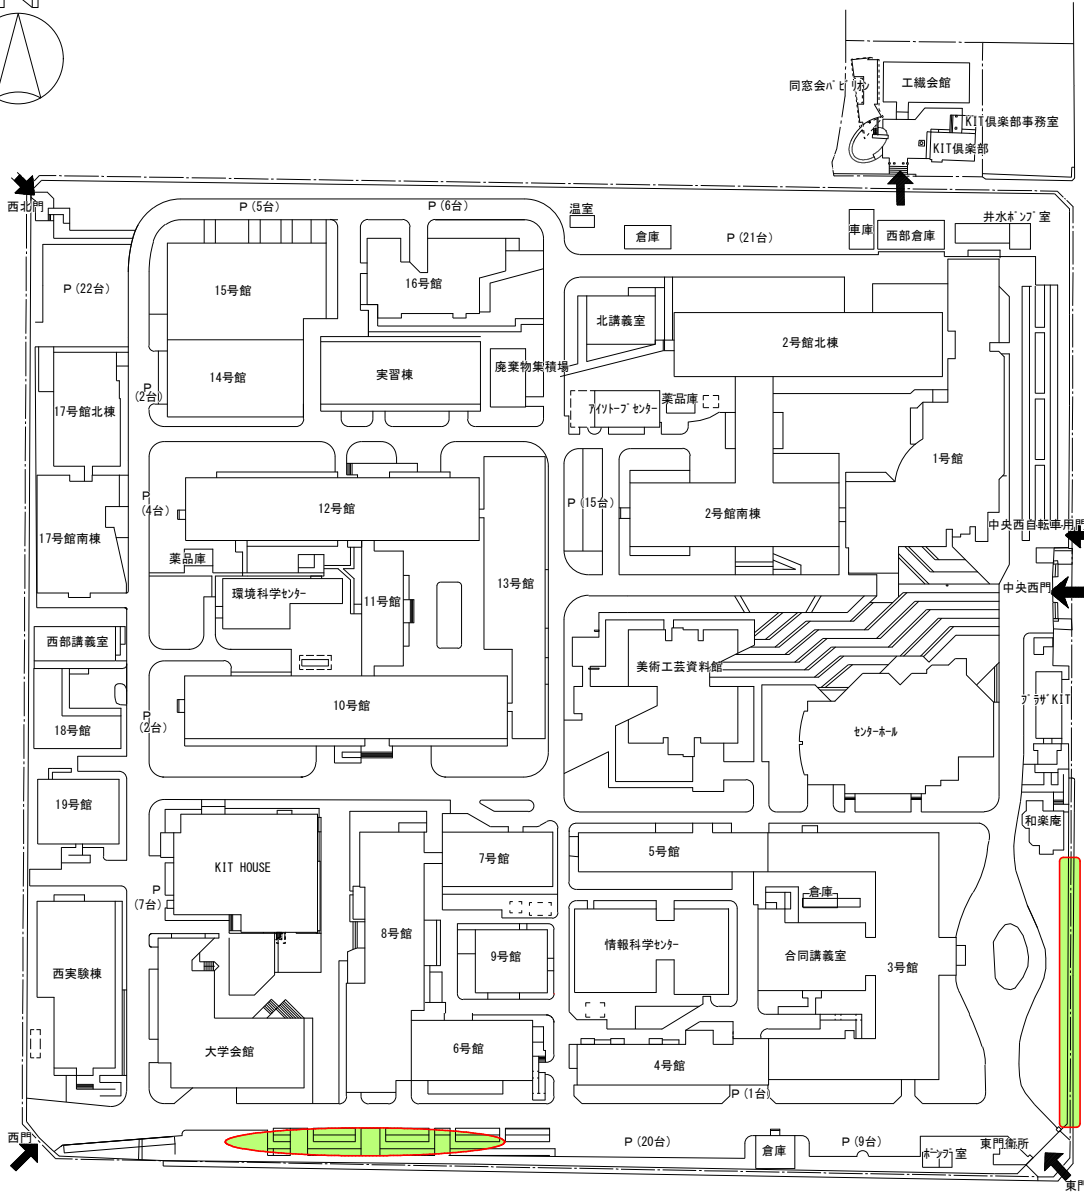 N
同窓会パビリオン
工繊会館
KIT倶楽部事務室
KIT倶楽部
西北門
P (5台)
P (6台)
温室
倉庫
P (21台)
車庫
西部倉庫
井水ポンプ室
P (22台)
15号館
16号館
北講義室
2号館北棟
14号館
実習棟
廃棄物集積場
P
(2台)
17号館北棟
アイソトープセンター
薬品庫
1号館
P
(4台)
12号館
P (15台)
2号館南棟
中央西自転車用門
17号館南棟
薬品庫
環境科学センター
11号館
13号館
中央西門
西部講義室
美術工芸資料館
プラザKIT
18号館
P
(2台)
10号館
センターホール
19号館
和楽庵
KIT HOUSE
7号館
5号館
P
(7台)
倉庫
8号館
9号館
情報科学センター
合同講義室
3号館
西実験棟
大学会館
6号館
4号館
P (1台)
西門
P (20台)
倉庫
P (9台)
ポンプ室
東門衛所
東門